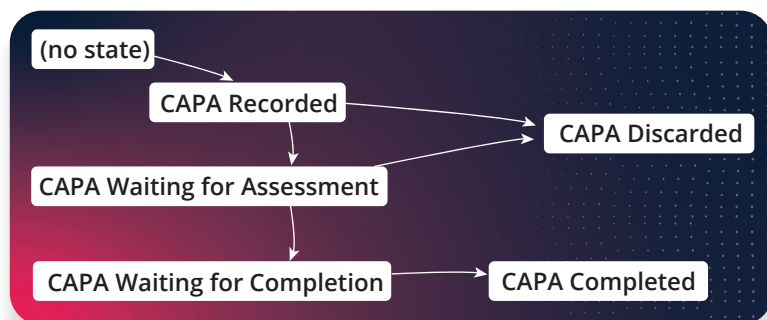 (no state)
CAPA Recorded
CAPA Discarded
CAPA Waiting for Assessment
CAPA Waiting for Completion
CAPA Completed